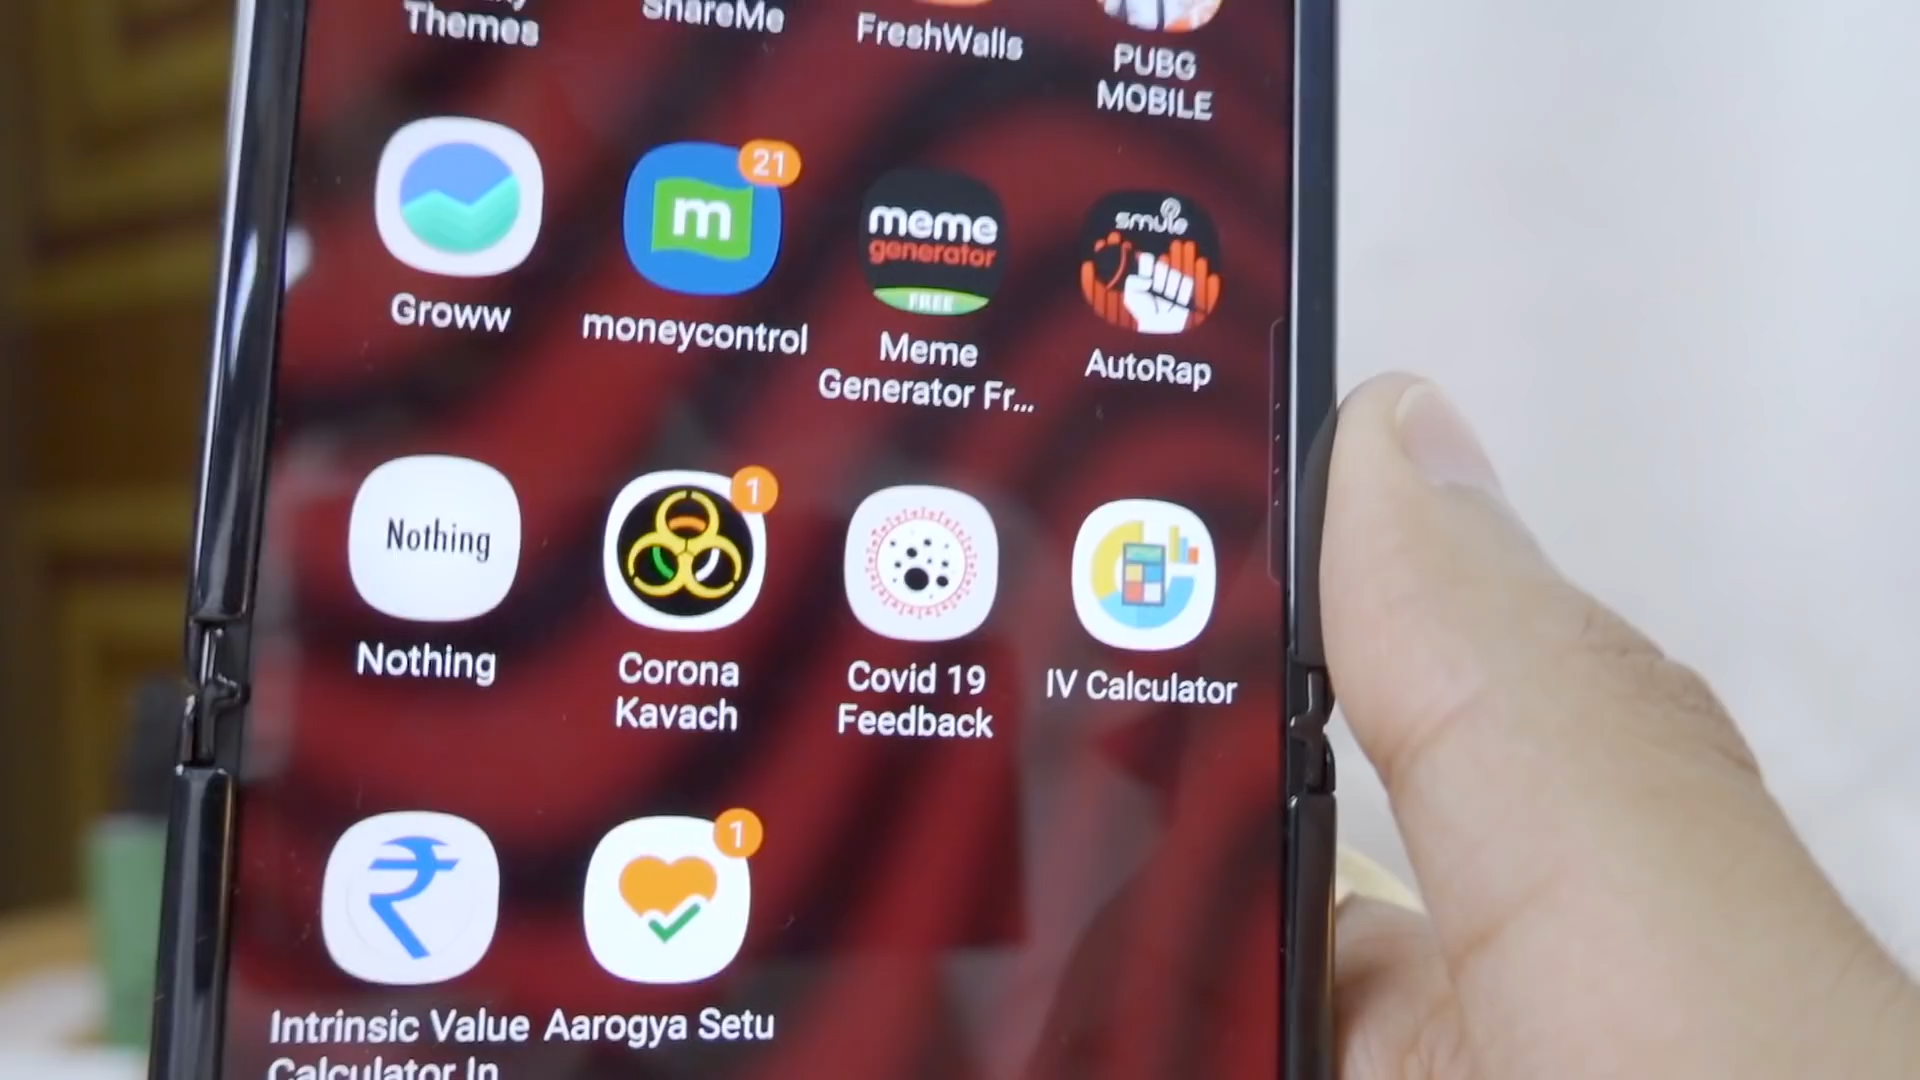 Themes
ShareMe
FreshWalls
PUBG
MOBILE
21
m
meme
generator
FREE
smule
Groww
moneycontrol
Meme
Generator Fr...
AutoRap
Nothing
1
Nothing
Corona
Kavach
Covid 19
Feedback
IV Calculator
₹
1
Intrinsic Value
Calculator In
Aarogya Setu